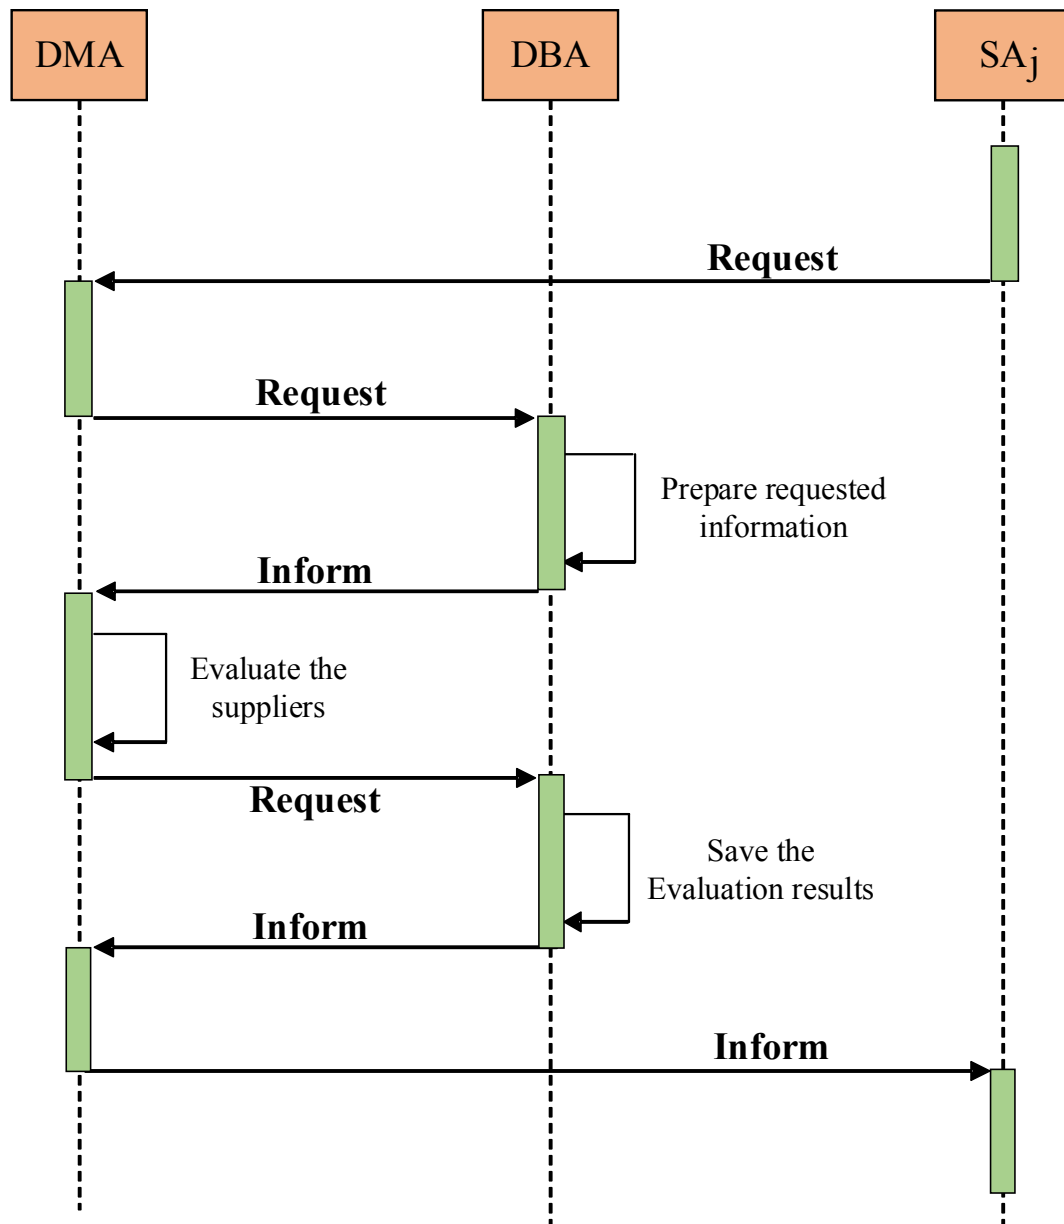 DMA
DBA
SAj
Request
Request
Prepare requested
information
Inform
Evaluate the
suppliers
Request
Save the
Evaluation results
Inform
Inform